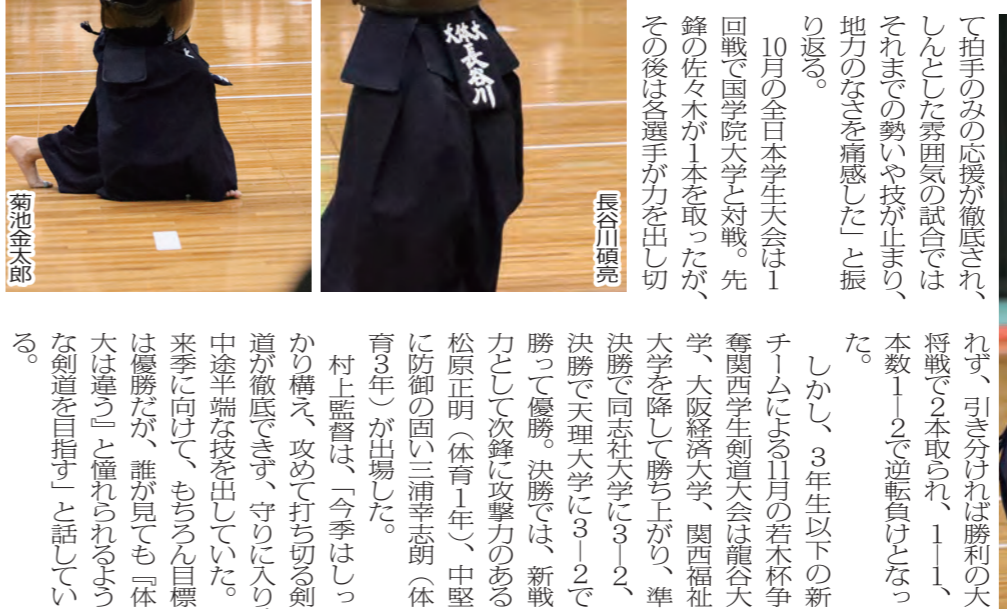 て拍手のみの応援が徹底され、
しんとした雰囲気の試合では
それまでの勢いや技が止まり、
地力のなさを痛感した」と振
り返る。
10月の全日本学生大会は1
回戦で国学院大学と対戦。先
鋒の佐々木が1本を取ったが、
その後は各選手が力を出し切
大体大
長谷川
長谷川碩亮
菊池金太郎
れず、引き分ければ勝利の大
将戦で2本取られ、1―1、
本数1―2で逆転負けとなっ
た。
しかし、3年生以下の新
チームによる11月の若木杯争
奪関西学生剣道大会は龍谷大
学、大阪経済大学、関西福祉
大学を降して勝ち上がり、準
決勝で同志社大学に3―2、
決勝で天理大学に3―2で
勝って優勝。決勝では、新戦
力として次鋒に攻撃力のある
松原正明（体育1年）、中堅
に防御の固い三浦幸志朗（体
育3年）が出場した。
村上監督は、「今季はしっ
かり構え、攻めて打ち切る剣
道が徹底できず、守りに入り
中途半端な技を出していた。
来季に向けて、もちろん目標
は優勝だが、誰が見ても『体
大は違う』と憧れられるよう
な剣道を目指す」と話してい
る。